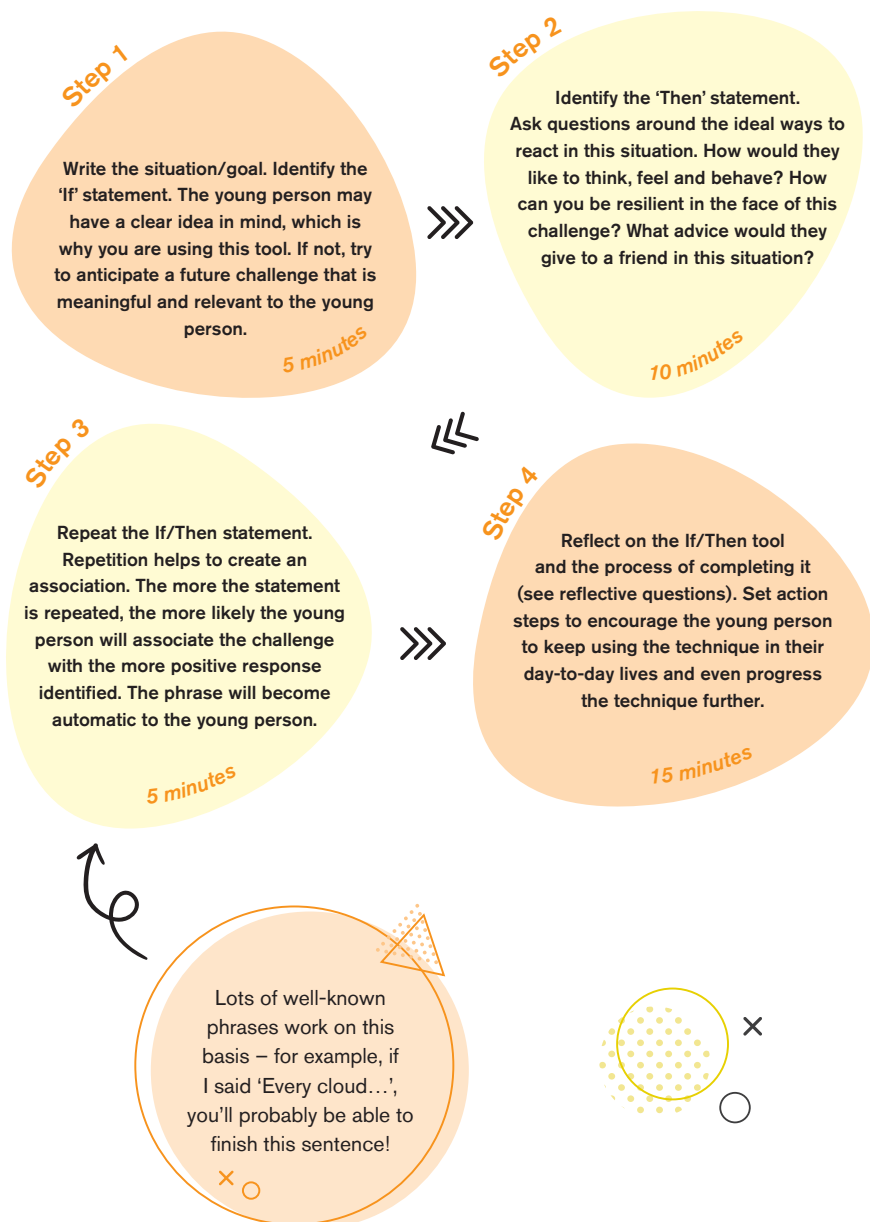 Step 1
Write the situation/goal. Identify the
‘If’ statement. The young person may
have a clear idea in mind, which is
why you are using this tool. If not, try
to anticipate a future challenge that is
meaningful and relevant to the young
person.
5 minutes
Step 2
Identify the ‘Then’ statement.
Ask questions around the ideal ways to
react in this situation. How would they
like to think, feel and behave? How
can you be resilient in the face of this
challenge? What advice would they
give to a friend in this situation?
10 minutes
Step 3
Repeat the If/Then statement.
Repetition helps to create an
association. The more the statement
is repeated, the more likely the young
person will associate the challenge
with the more positive response
identified. The phrase will become
automatic to the young person.
5 minutes
Step 4
Reflect on the If/Then tool
and the process of completing it
(see reflective questions). Set action
steps to encourage the young person
to keep using the technique in their
day-to-day lives and even progress
the technique further.
15 minutes
Lots of well-known
phrases work on this
basis – for example, if
I said ‘Every cloud…’,
you’ll probably be able to
finish this sentence!